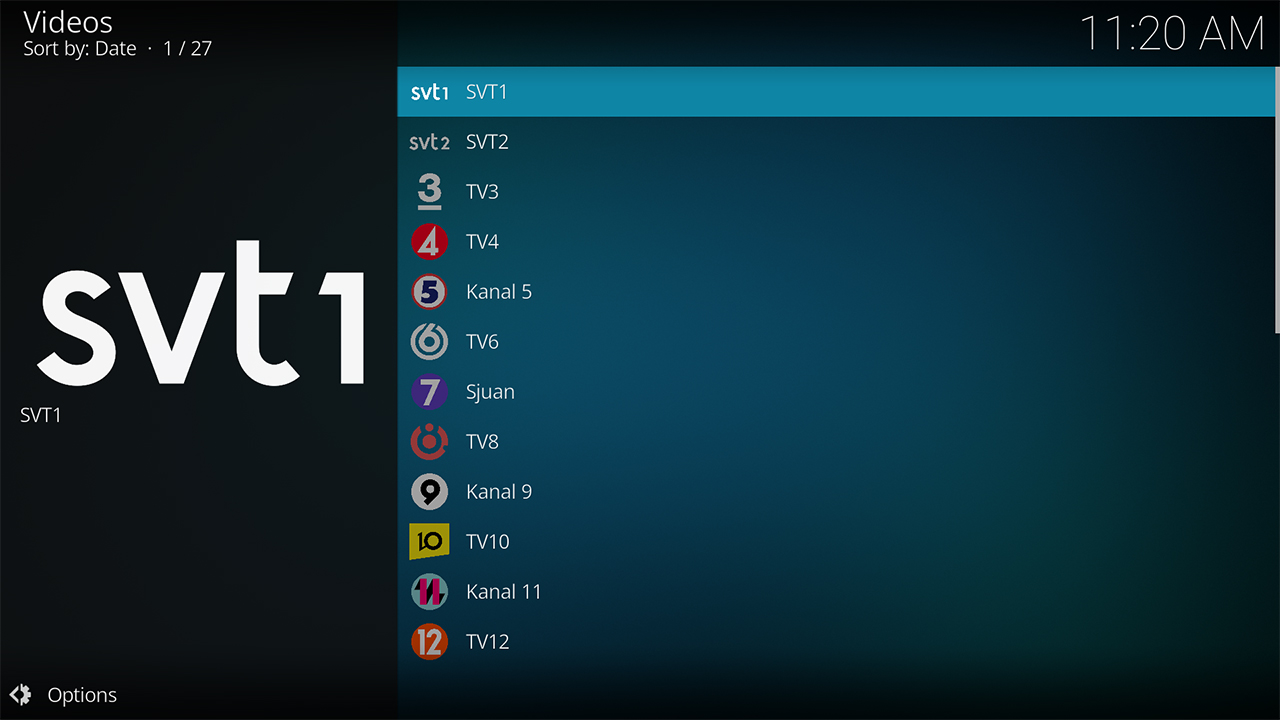 Videos
Sort by: Date · 1 / 27
11:20 AM
svt1
SVT1
svt1 SVT1
svt2 SVT2
3 TV3
4 TV4
5 Kanal 5
6 TV6
7 Sjuan
TV8
9 Kanal 9
10 TV10
11 Kanal 11
12 TV12
Options